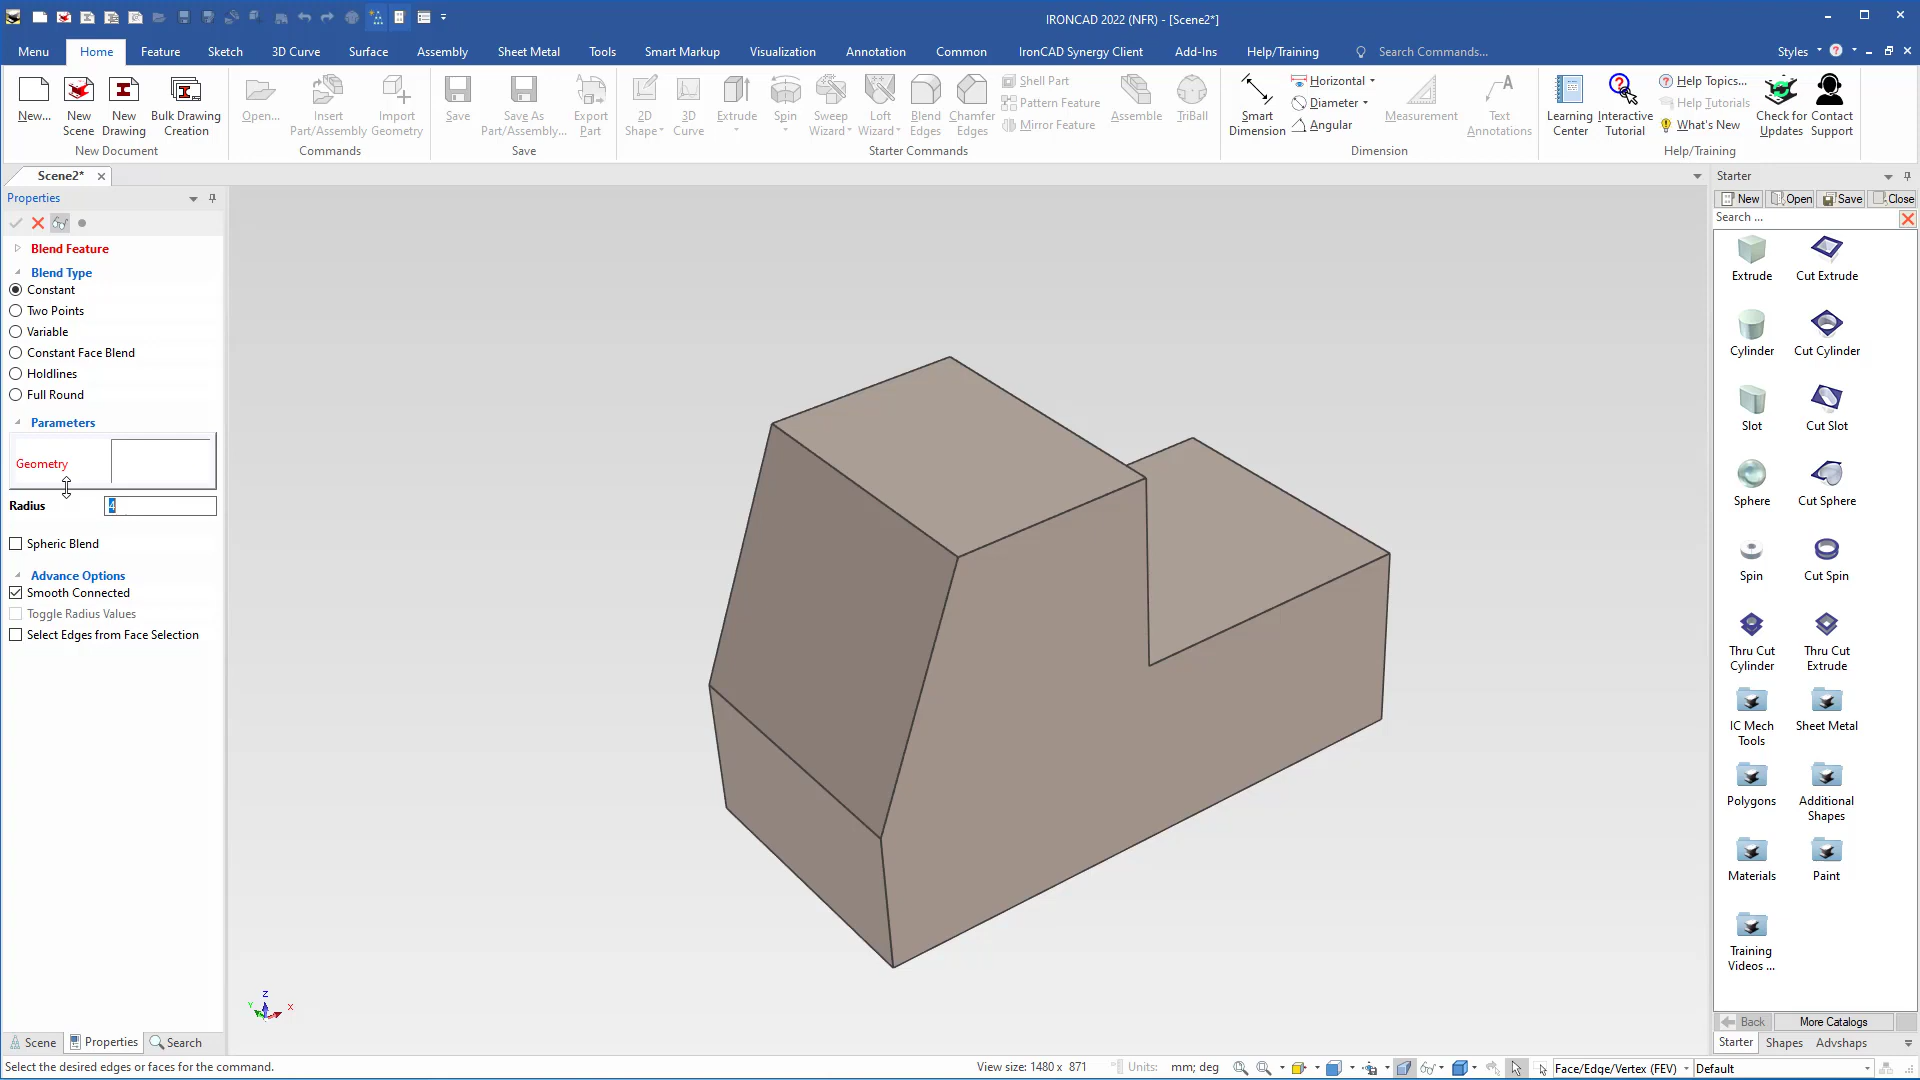 IRONCAD 2022 (NFR) - [Scene2*]
Menu Home Feature Sketch 3D Curve Surface Assembly Sheet Metal Tools Smart Markup Visualization Annotation Common IronCAD Synergy Client Add-Ins Help/Training Search Commands... Styles
New... New Scene New Drawing Bulk Drawing Creation
New Document
Open... Insert Part/Assembly Import Geometry
Commands
Save Save As Part/Assembly... Export Part
Save
2D Shape 3D Curve Extrude Spin Sweep Wizard Loft Wizard Blend Edges Chamfer Edges
Shell Part
Pattern Feature
Mirror Feature
Assemble TriBall
Starter Commands
Smart Dimension
Horizontal
Diameter
Angular
Measurement Text Annotations
Dimension
Learning Center Interactive Tutorial
Help Topics...
Help Tutorials
What's New
Check for Updates Contact Support
Help/Training
Scene2*
Properties
Blend Feature
Blend Type
Constant
Two Points
Variable
Constant Face Blend
Holdlines
Full Round
Parameters
Geometry
Radius 4
Spheric Blend
Advance Options
Smooth Connected
Toggle Radius Values
Select Edges from Face Selection
Z
Y X
Scene Properties Search
Starter
New Open Save Close
Search ...
Extrude Cut Extrude
Cylinder Cut Cylinder
Slot Cut Slot
Sphere Cut Sphere
Spin Cut Spin
Thru Cut Cylinder Thru Cut Extrude
IC Mech Tools Sheet Metal
Polygons Additional Shapes
Materials Paint
Training Videos ...
Back More Catalogs
Starter Shapes Advshaps
Select the desired edges or faces for the command. View size: 1480 x 871 Units: mm; deg Face/Edge/Vertex (FEV) Default